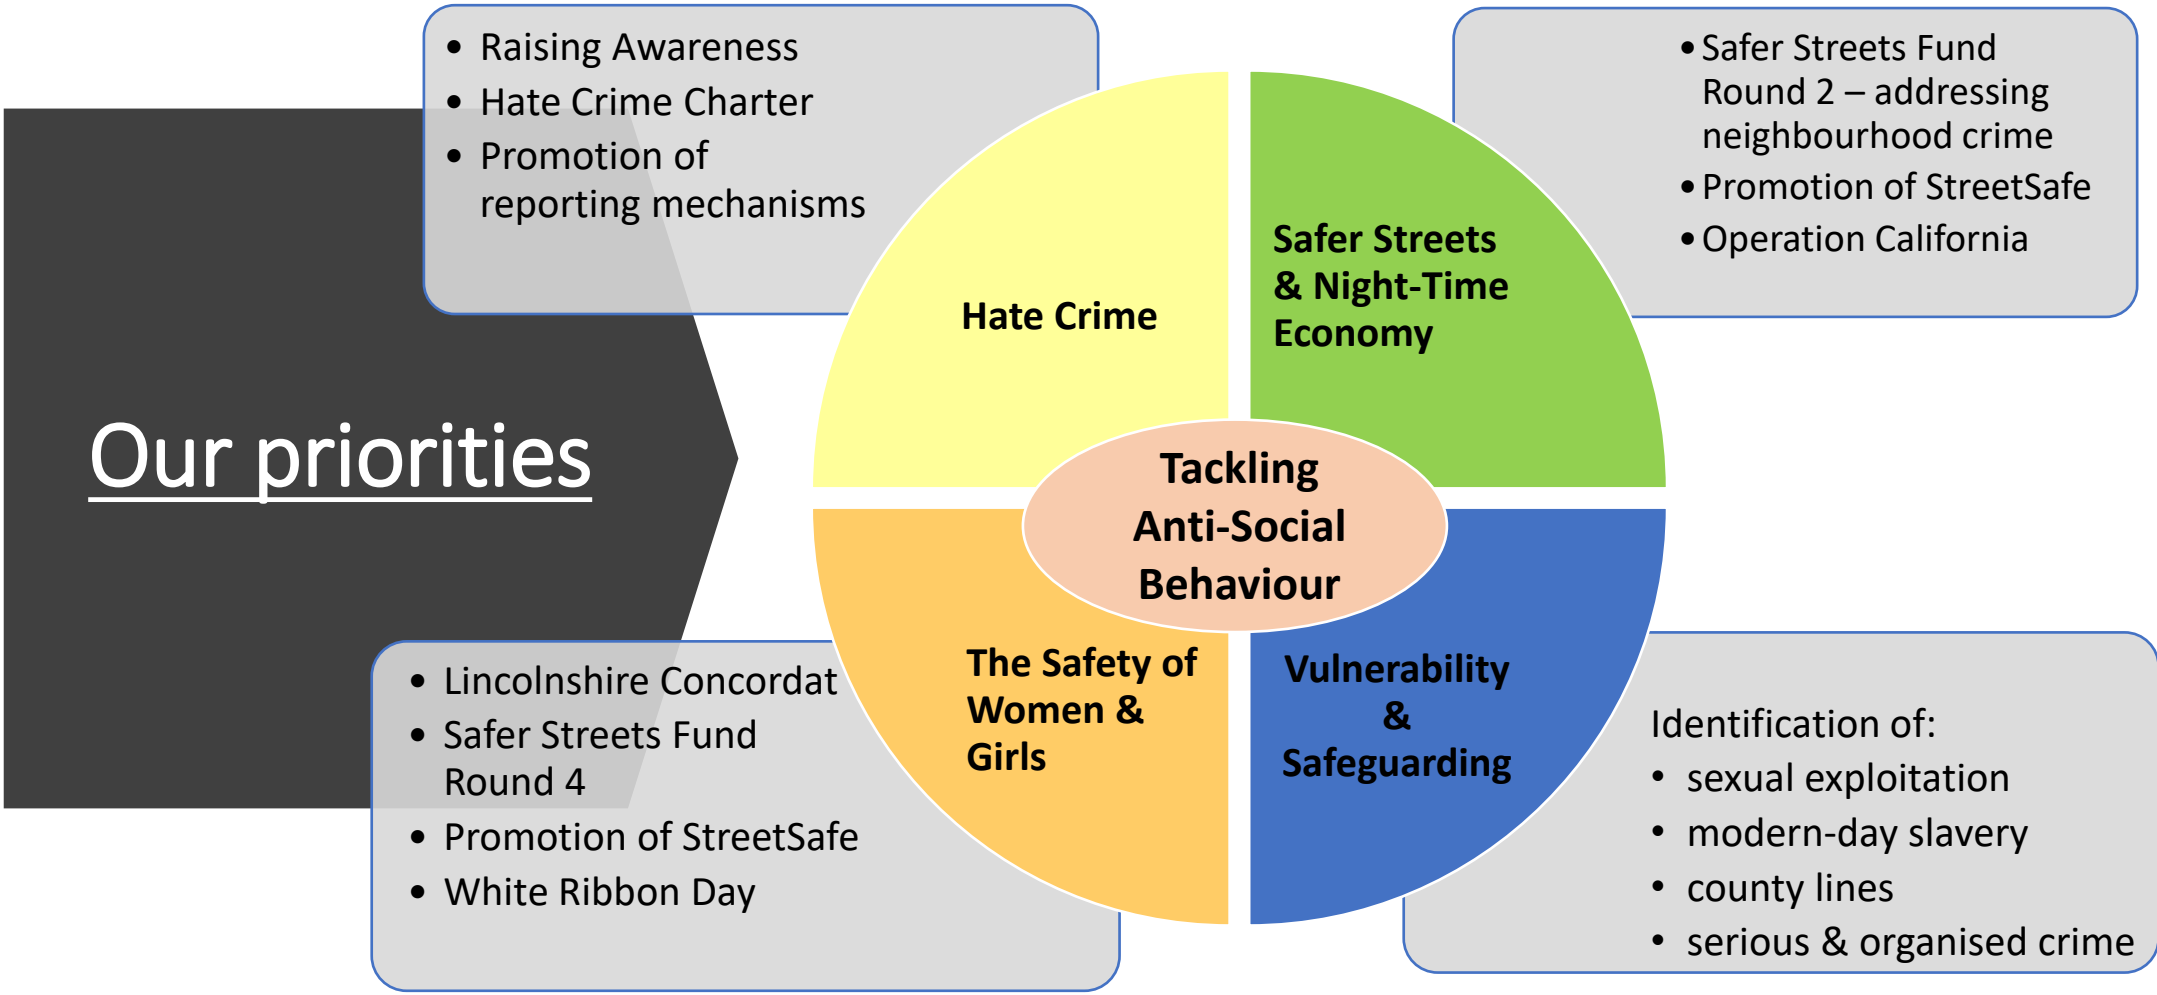 Our priorities
• Raising Awareness
• Hate Crime Charter
• Promotion of
reporting mechanisms
Hate Crime
• Safer Streets Fund
Round 2 – addressing
neighbourhood crime
• Promotion of StreetSafe
• Operation California
Safer Streets
& Night-Time
Economy
Tackling
Anti-Social
Behaviour
• Lincolnshire Concordat
• Safer Streets Fund
Round 4
• Promotion of StreetSafe
• White Ribbon Day
The Safety of
Women &
Girls
Vulnerability
&
Safeguarding
Identification of:
• sexual exploitation
• modern-day slavery
• county lines
• serious & organised crime